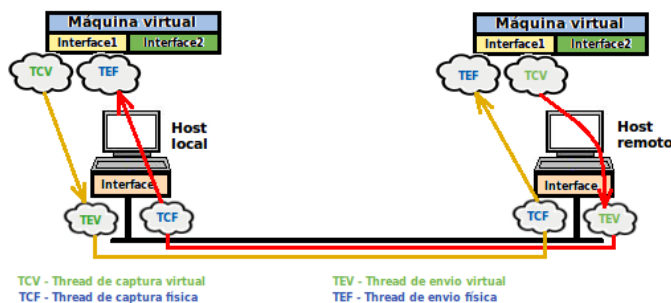 Máquina virtual
Interface1 Interface2
TCV TEF
Host
local
Interface
TEV TCF
Máquina virtual
Interface1 Interface2
TEF TCV
Host
remoto
Interface
TCF TEV
TCV - Thread de captura virtual
TCF - Thread de captura física
TEV - Thread de envio virtual
TEF - Thread de envio física